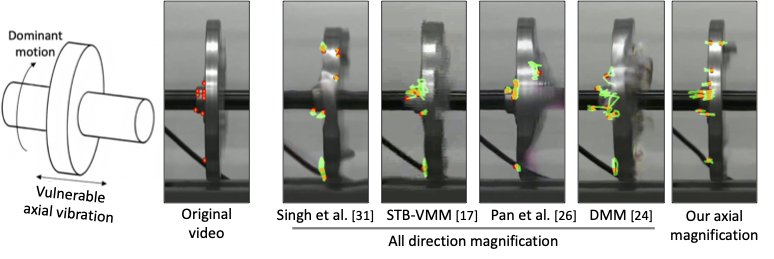 Dominant
motion
Vulnerable
axial vibration
Original
video
Singh et al. [31]
STB-VMM [17]
Pan et al. [26]
DMM [24]
Our axial
magnification
All direction magnification